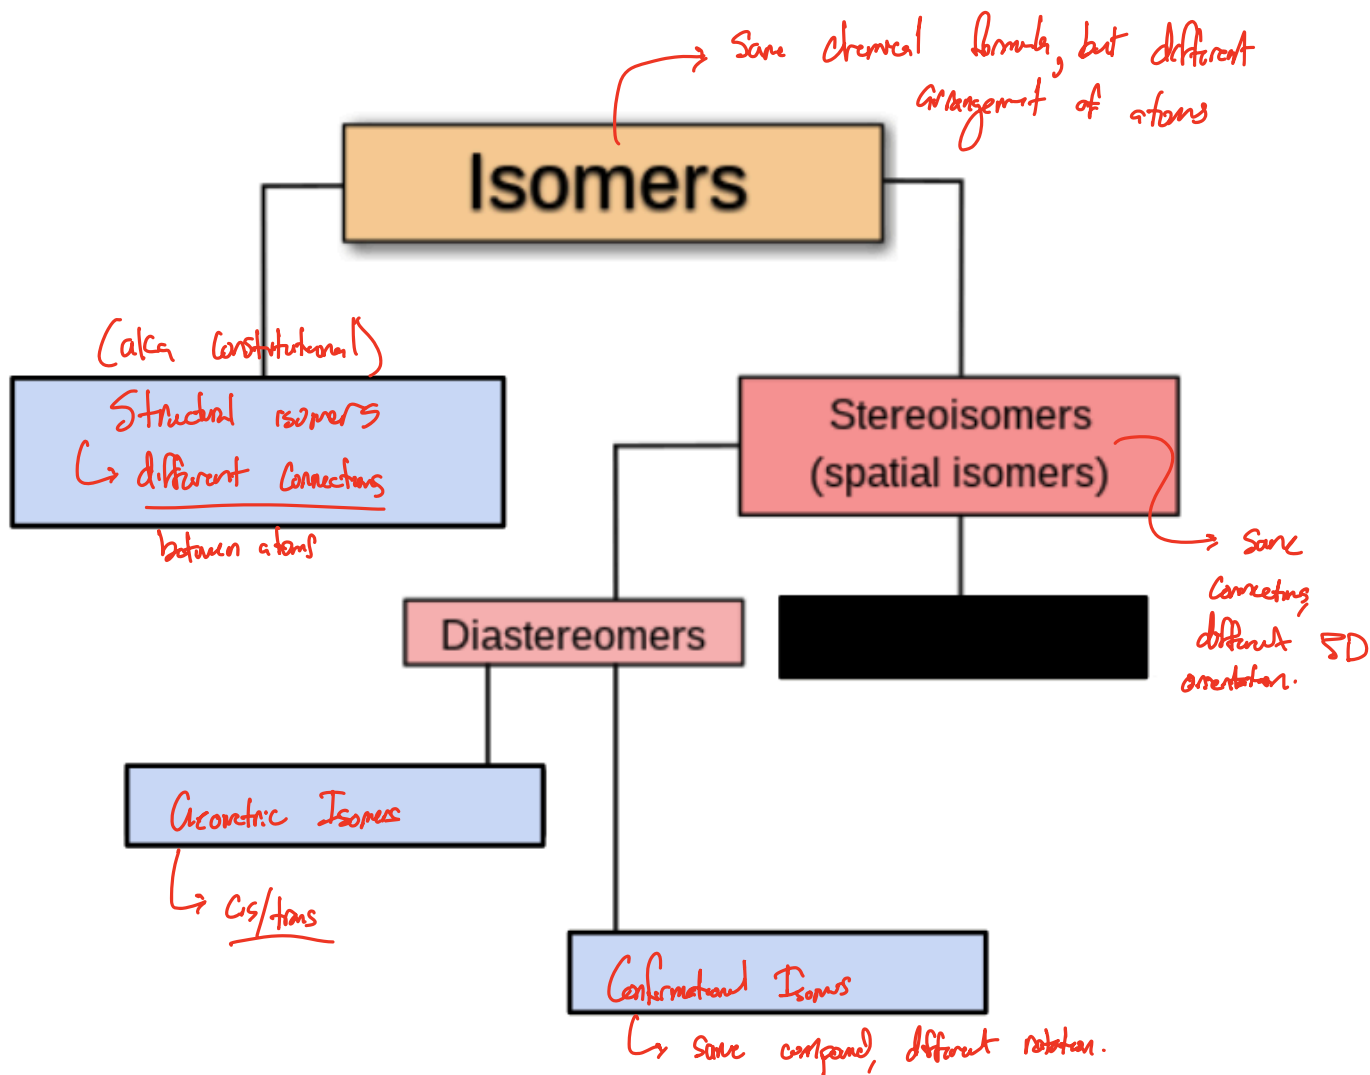 Same chemical formula, but different
arrangement of atoms
Isomers
(aka constitutional)
Structural isomers
different connections
between atoms
Stereoisomers
(spatial isomers)
same
connections,
different 3D
orientation.
Diastereomers
Geometric Isomers
cis/trans
Conformational Isomers
same compound, different rotation.